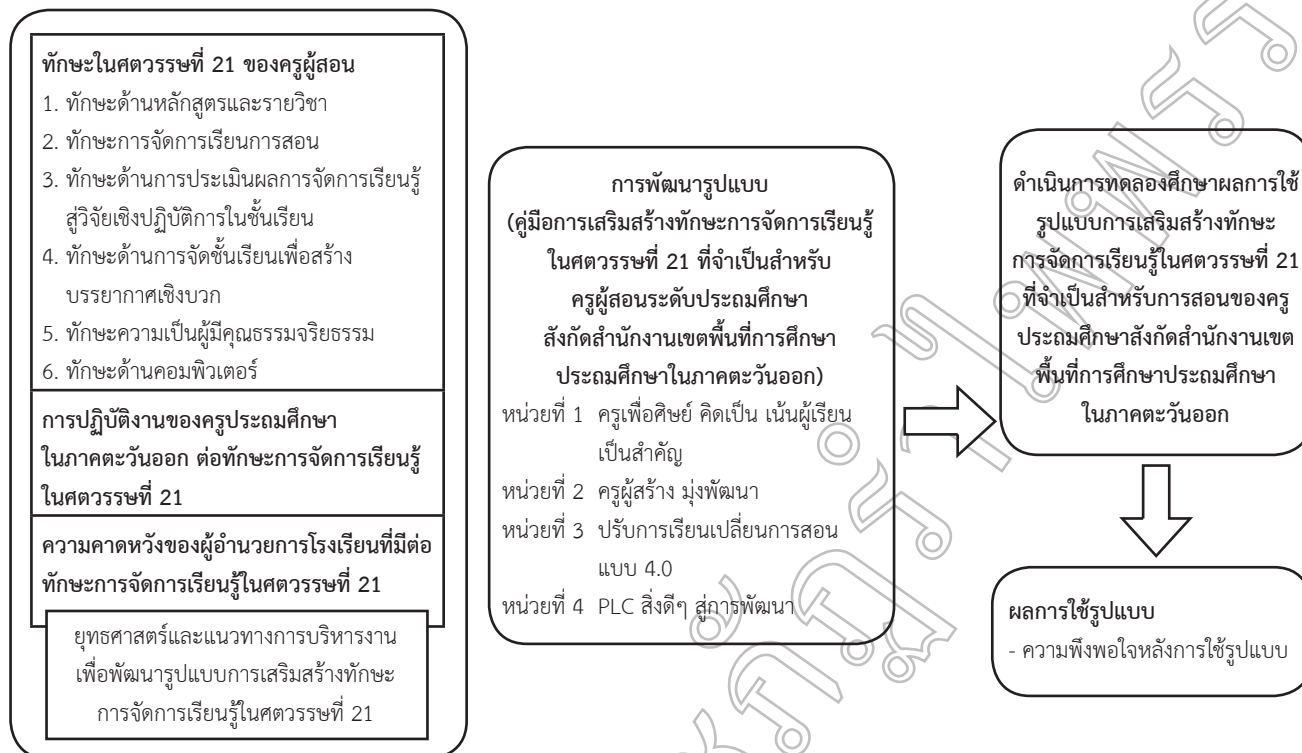 ทักษะในศตวรรษที่ 21 ของครูผู้สอน
1. ทักษะด้านหลักสูตรและรายวิชา
2. ทักษะการจัดการเรียนการสอน
3. ทักษะด้านการประเมินผลการจัดการเรียนรู้
สู่วิจัยเชิงปฏิบัติการในชั้นเรียน
4. ทักษะด้านการจัดชั้นเรียนเพื่อสร้าง
บรรยากาศเชิงบวก
5. ทักษะความเป็นผู้มีคุณธรรมจริยธรรม
6. ทักษะด้านคอมพิวเตอร์
การปฏิบัติงานของครูประถมศึกษา
ในภาคตะวันออก ต่อทักษะการจัดการเรียนรู้
ในศตวรรษที่ 21
ความคาดหวังของผู้อำนวยการโรงเรียนที่มีต่อ
ทักษะการจัดการเรียนรู้ในศตวรรษที่ 21
ยุทธศาสตร์และแนวทางการบริหารงาน
เพื่อพัฒนารูปแบบการเสริมสร้างทักษะ
การจัดการเรียนรู้ในศตวรรษที่ 21
การพัฒนารูปแบบ
(คู่มือการเสริมสร้างทักษะการจัดการเรียนรู้
ในศตวรรษที่ 21 ที่จำเป็นสำหรับ
ครูผู้สอนระดับประถมศึกษา
สังกัดสำนักงานเขตพื้นที่การศึกษา
ประถมศึกษาในภาคตะวันออก)
หน่วยที่ 1 ครูเพื่อศิษย์ คิดเป็น เน้นผู้เรียน
เป็นสำคัญ
หน่วยที่ 2 ครูผู้สร้าง มุ่งพัฒนา
หน่วยที่ 3 ปรับการเรียนเปลี่ยนการสอน
แบบ 4.0
หน่วยที่ 4 PLC สิ่งดีๆ สู่การพัฒนา
ดำเนินการทดลองศึกษาผลการใช้
รูปแบบการเสริมสร้างทักษะ
การจัดการเรียนรู้ในศตวรรษที่ 21
ที่จำเป็นสำหรับการสอนของครู
ประถมศึกษาสังกัดสำนักงานเขต
พื้นที่การศึกษาประถมศึกษา
ในภาคตะวันออก
ผลการใช้รูปแบบ
- ความพึงพอใจหลังการใช้รูปแบบ